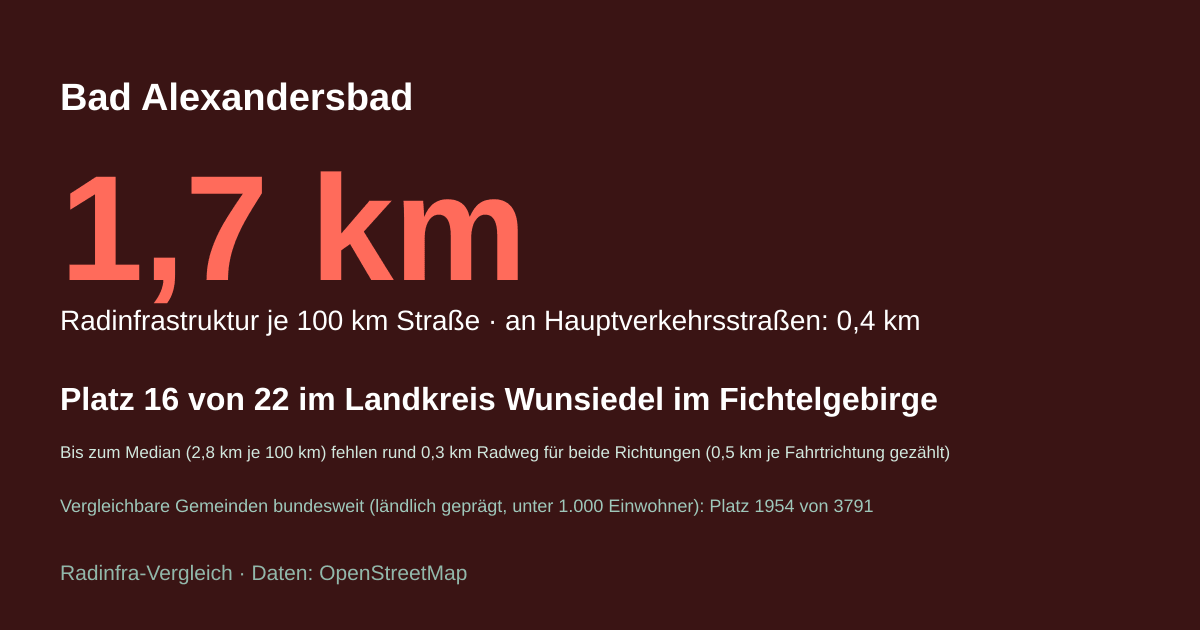 Bad Alexandersbad
1,7 km
Radinfrastruktur je 100 km Straße · an Hauptverkehrsstraßen: 0,4 km
Platz 16 von 22 im Landkreis Wunsiedel im Fichtelgebirge
Bis zum Median (2,8 km je 100 km) fehlen rund 0,3 km Radweg für beide Richtungen (0,5 km je Fahrtrichtung gezählt)
Vergleichbare Gemeinden bundesweit (ländlich geprägt, unter 1.000 Einwohner): Platz 1954 von 3791
Radinfra-Vergleich · Daten: OpenStreetMap